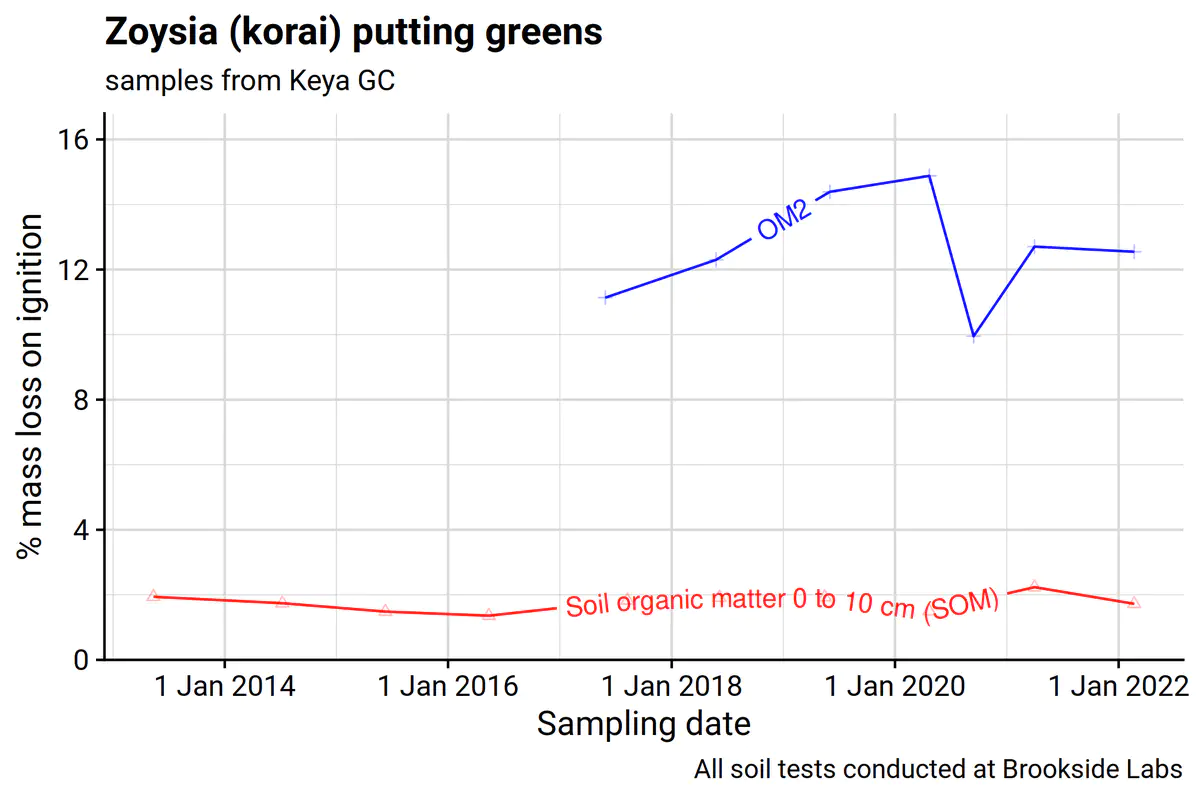 Zoysia (korai) putting greens
samples from Keya GC
% mass loss on ignition
16
12
8
4
0
OM2
Soil organic matter 0 to 10 cm (SOM)
1 Jan 2014
1 Jan 2016
1 Jan 2018
1 Jan 2020
1 Jan 2022
Sampling date
All soil tests conducted at Brookside Labs